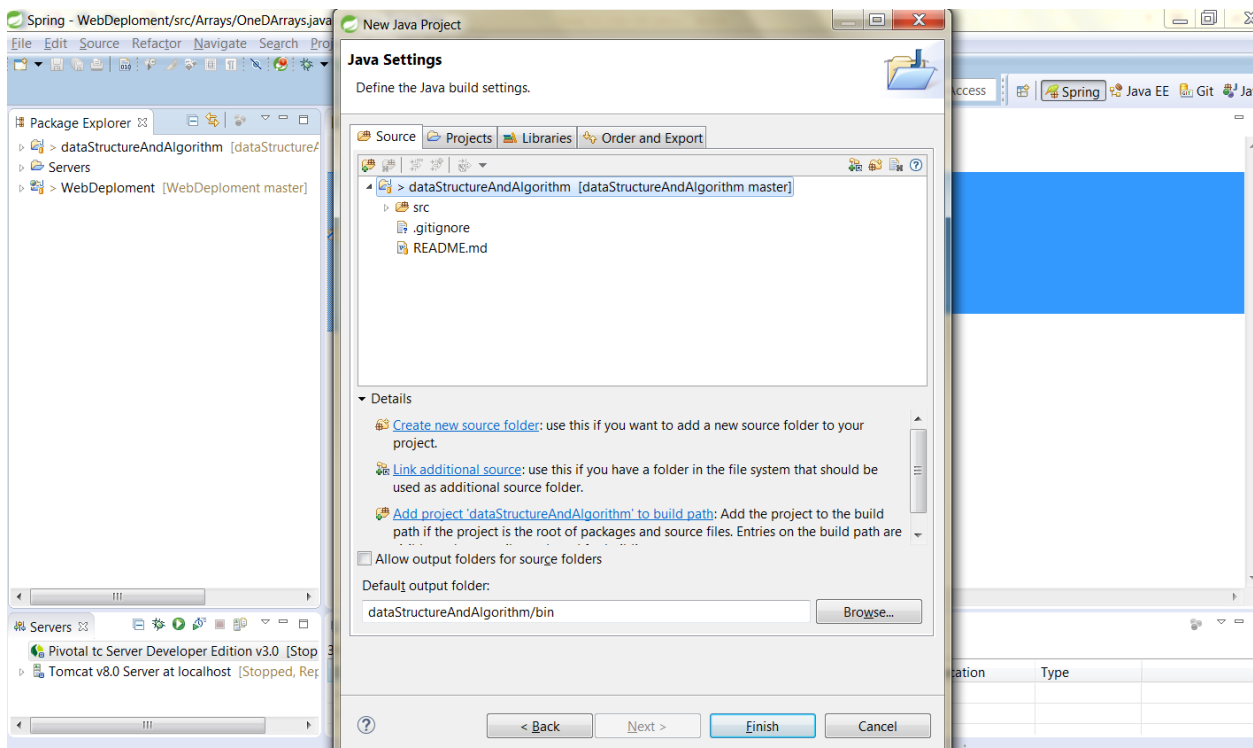 Spring - WebDeploment/src/Arrays/OneDArrays.java
File Edit Source Refactor Navigate Search Proj
Access Spring Java EE Git Ja
Package Explorer
> dataStructureAndAlgorithm [dataStructureA
Servers
> WebDeploment [WebDeploment master]
Servers
Pivotal tc Server Developer Edition v3.0 [Stop
Tomcat v8.0 Server at localhost [Stopped, Rep
New Java Project
Java Settings
Define the Java build settings.
Source Projects Libraries Order and Export
> dataStructureAndAlgorithm [dataStructureAndAlgorithm master]
src
.gitignore
README.md
Details
Create new source folder: use this if you want to add a new source folder to your
project.
Link additional source: use this if you have a folder in the file system that should be
used as additional source folder.
Add project 'dataStructureAndAlgorithm' to build path: Add the project to the build
path if the project is the root of packages and source files. Entries on the build path are
Allow output folders for source folders
Default output folder:
dataStructureAndAlgorithm/bin
Browse...
< Back Next > Finish Cancel
cation Type